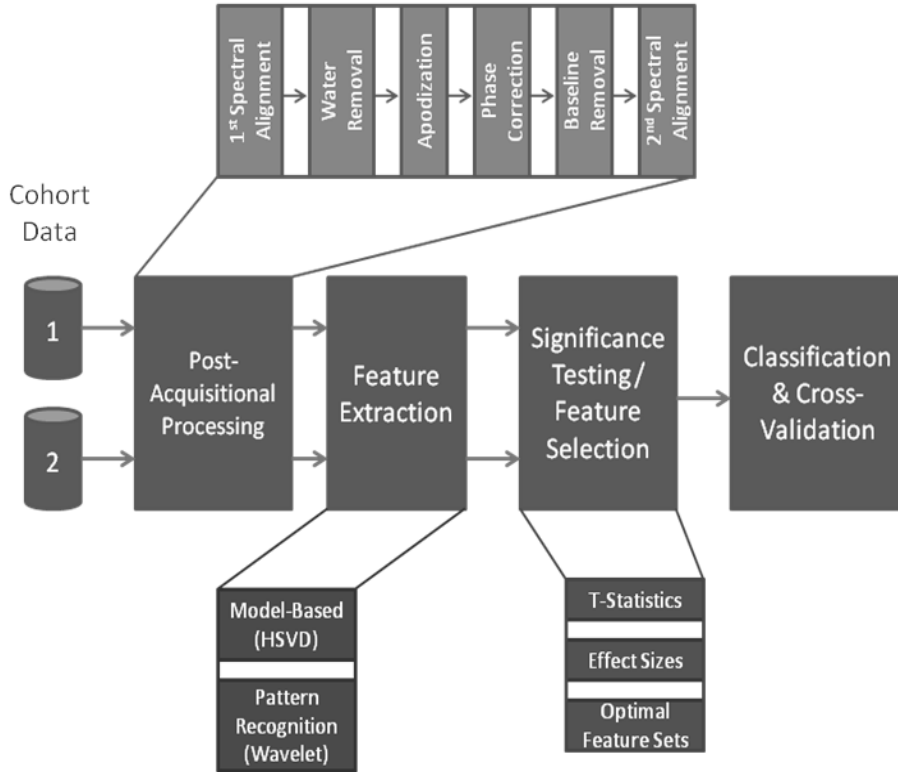 1st Spectral
Alignment
Water
Removal
Apodization
Phase
Correction
Baseline
Removal
2nd Spectral
Alignment
Cohort
Data
1
2
Post-
Acquisitional
Processing
Feature
Extraction
Significance
Testing/
Feature
Selection
Classification
& Cross-
Validation
Model-Based
(HSVD)
Pattern
Recognition
(Wavelet)
T-Statistics
Effect Sizes
Optimal
Feature Sets